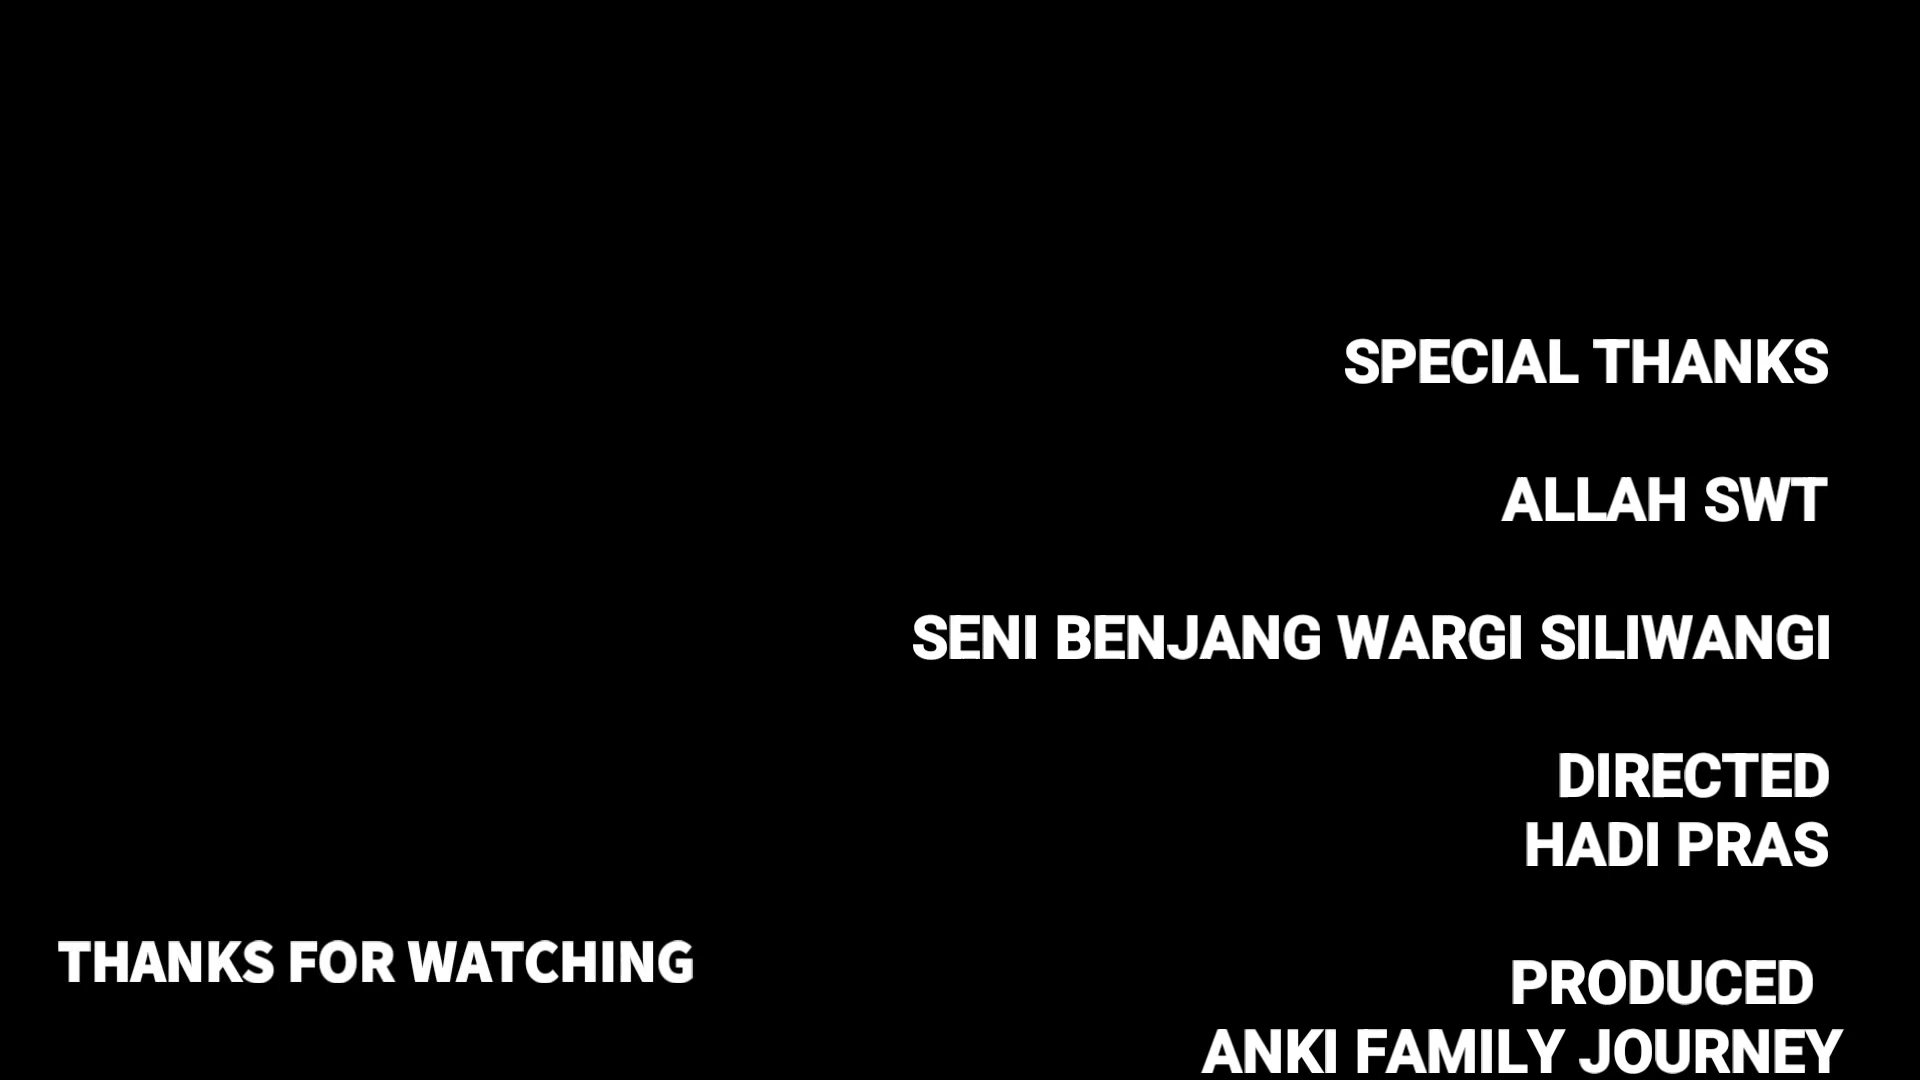 SPECIAL THANKS
ALLAH SWT
SENI BENJANG WARGI SILIWANGI
DIRECTED
HADI PRAS
THANKS FOR WATCHING
PRODUCED
ANKI FAMILY JOURNEY